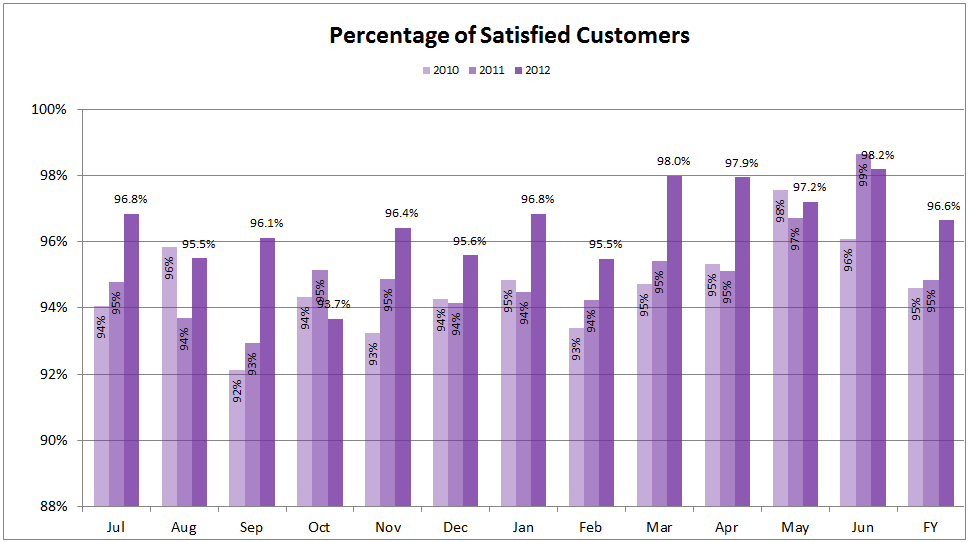 Percentage of Satisfied Customers
2010 2011 2012
100%
98%
96%
94%
92%
90%
88%
94% 95% 96.8%
96% 94% 95.5%
92% 93% 96.1%
94% 95% 93.7%
93% 95% 96.4%
94% 94% 95.6%
95% 94% 96.8%
93% 94% 95.5%
95% 95% 98.0%
95% 95% 97.9%
98% 97% 97.2%
96% 99% 98.2%
95% 95% 96.6%
Jul Aug Sep Oct Nov Dec Jan Feb Mar Apr May Jun FY